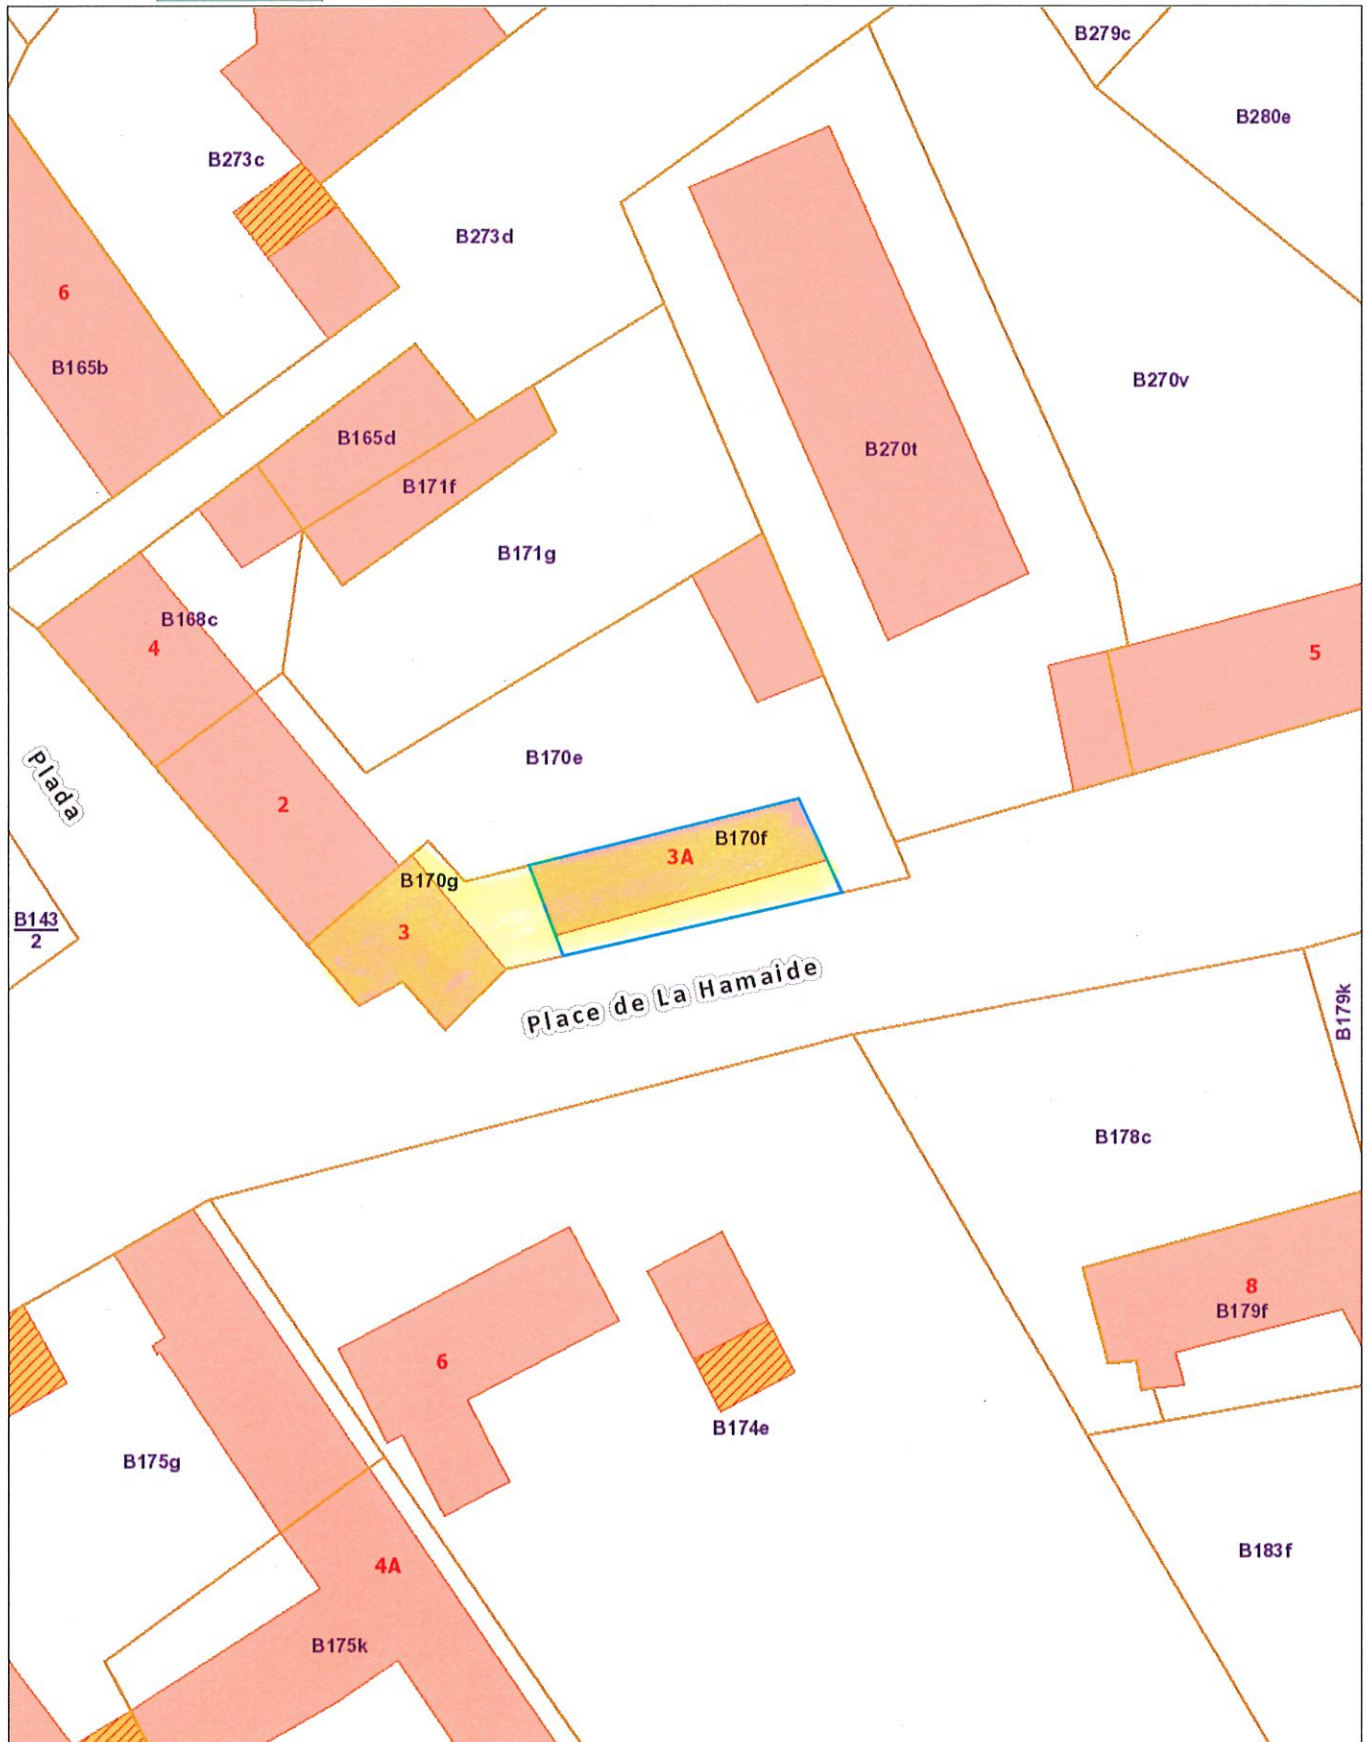 B279c
B280e
B273c
B273d
6
B165b
B270v
B165d
B270t
B171f
B171g
B168c
4
5
Plada
B170e
2
B170f
3A
B170g
3
B143
2
Place de La Hamaide
B179k
B178c
8
B179f
6
B174e
B175g
B183f
4A
B175k